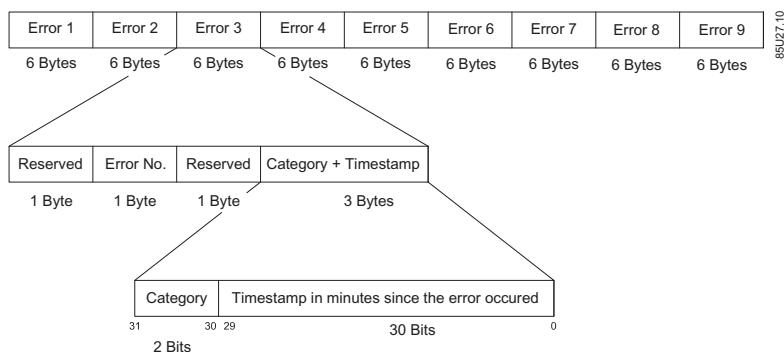 Error 1 Error 2 Error 3 Error 4 Error 5 Error 6 Error 7 Error 8 Error 9
6 Bytes 6 Bytes 6 Bytes 6 Bytes 6 Bytes 6 Bytes 6 Bytes 6 Bytes 6 Bytes
85U27.10
Reserved Error No. Reserved Category + Timestamp
1 Byte 1 Byte 1 Byte 3 Bytes
Category Timestamp in minutes since the error occured
31 30 29 0
2 Bits 30 Bits